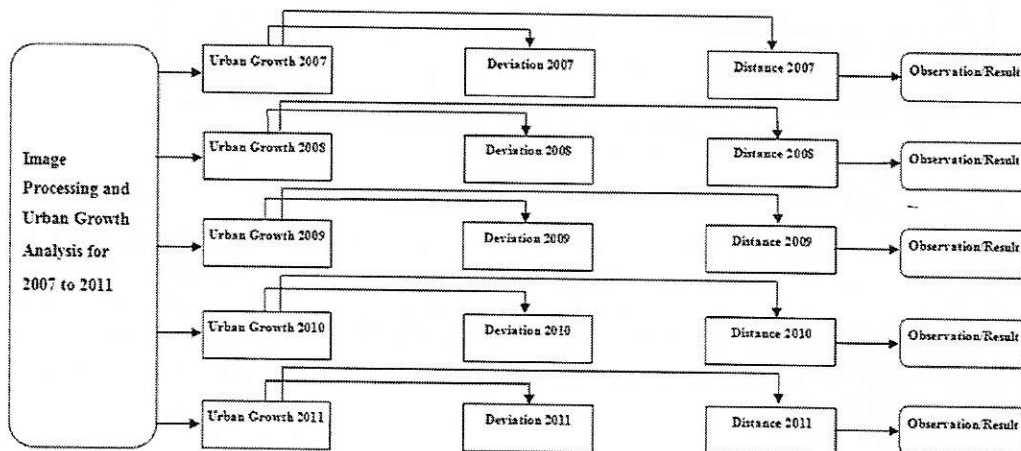 Image
Processing and
Urban Growth
Analysis for
2007 to 2011
Urban Growth 2007
Deviation 2007
Distance 2007
Observation/Result
Urban Growth 2008
Deviation 2008
Distance 2008
Observation/Result
Urban Growth 2009
Deviation 2009
Distance 2009
Observation/Result
Urban Growth 2010
Deviation 2010
Distance 2010
Observation/Result
Urban Growth 2011
Deviation 2011
Distance 2011
Observation/Result